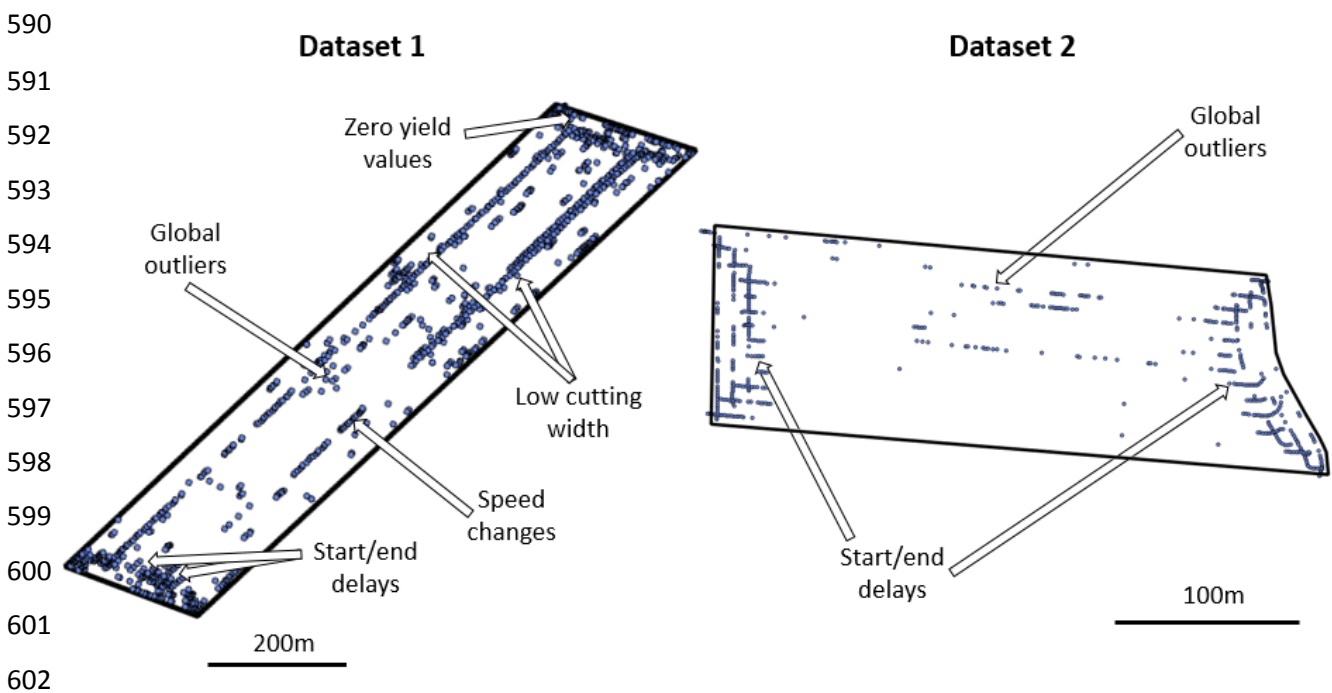 590
Dataset 1
Dataset 2
591
592
Zero yield
values
Global
outliers
593
594
Global
outliers
595
596
597
Low cutting
width
598
599
Speed
changes
600
Start/end
delays
Start/end
delays
601
200m
100m
602